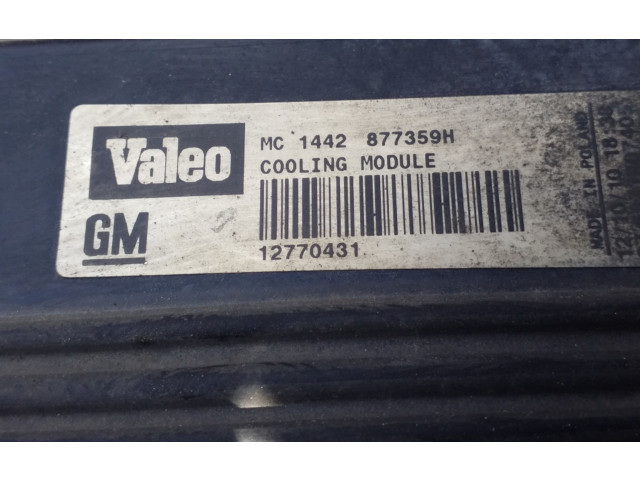 Valeo
GM
MC 1442 877359H
COOLING MODULE
12770431
MADE IN POLAND